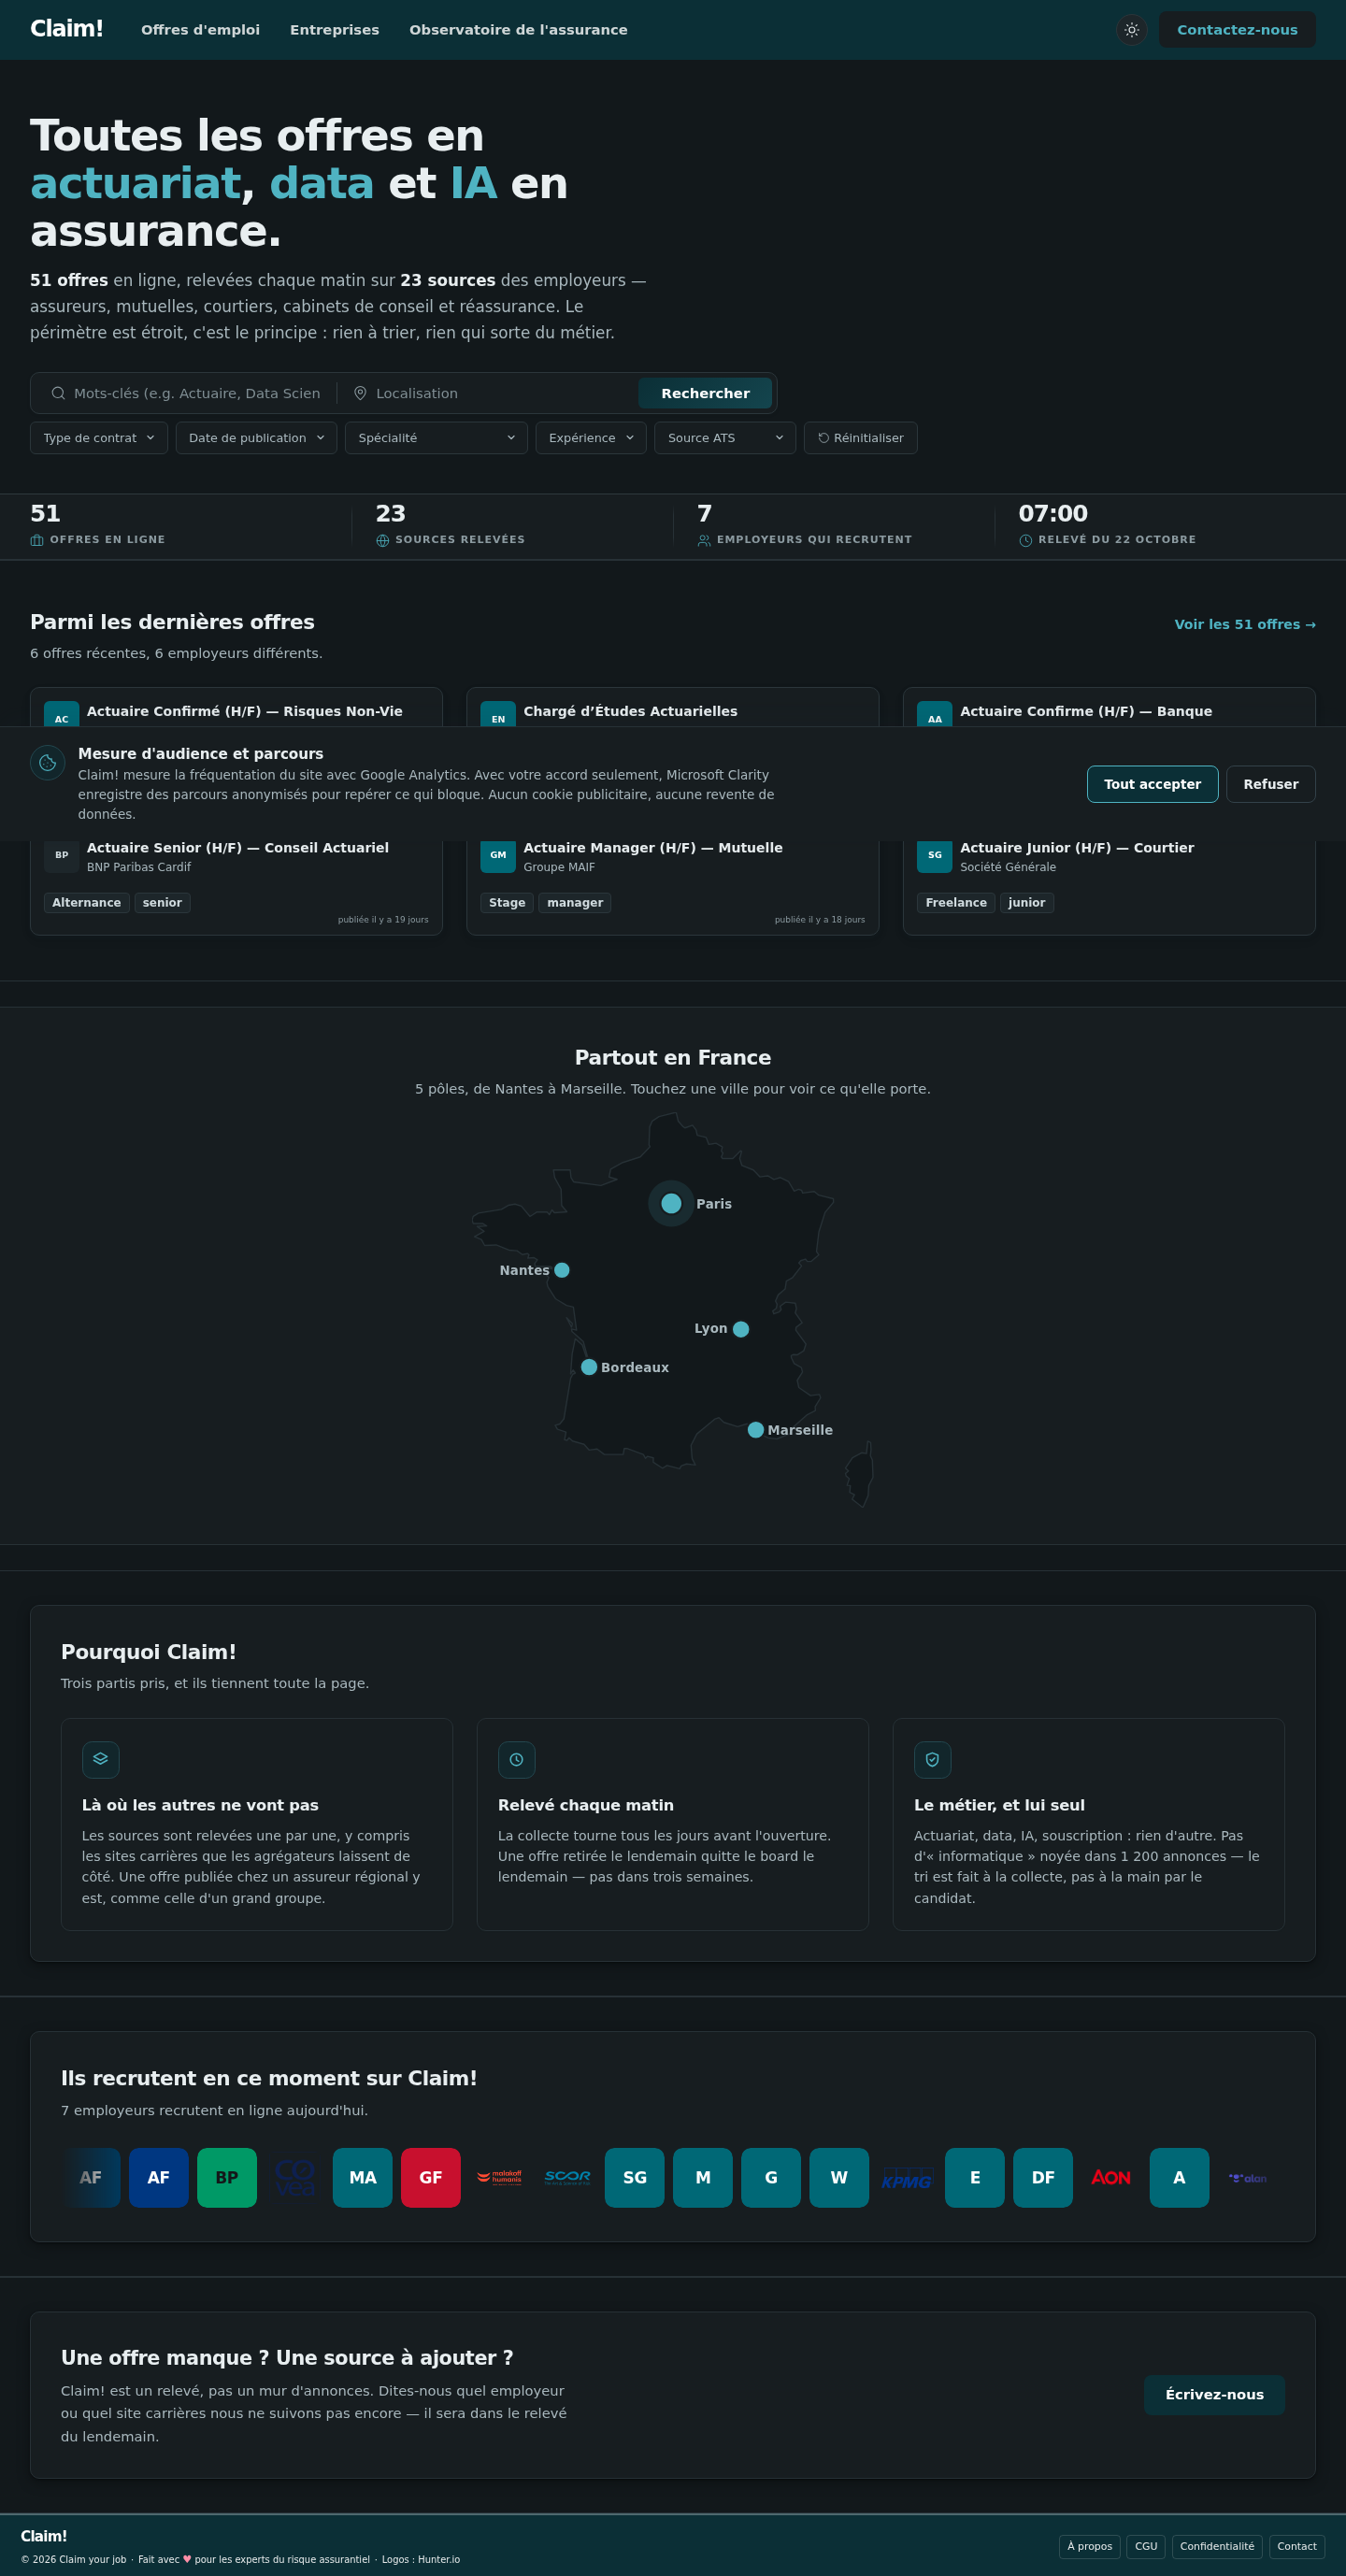 Claim!
Offres d'emploi
Entreprises
Observatoire de l'assurance
Contactez-nous
Toutes les offres en
actuariat, data et IA en
assurance.
51 offres en ligne, relevées chaque matin sur 23 sources des employeurs —
assureurs, mutuelles, courtiers, cabinets de conseil et réassurance. Le
périmètre est étroit, c'est le principe : rien à trier, rien qui sorte du métier.
Mots-clés (e.g. Actuaire, Data Scien
Localisation
Rechercher
Type de contrat
Date de publication
Spécialité
Expérience
Source ATS
Réinitialiser
51
OFFRES EN LIGNE
23
SOURCES RELEVÉES
7
EMPLOYEURS QUI RECRUTENT
07:00
RELEVÉ DU 22 OCTOBRE
Parmi les dernières offres
Voir les 51 offres →
6 offres récentes, 6 employeurs différents.
AC
Actuaire Confirmé (H/F) — Risques Non-Vie
EN
Chargé d’Études Actuarielles
AA
Actuaire Confirme (H/F) — Banque
Mesure d'audience et parcours
Claim! mesure la fréquentation du site avec Google Analytics. Avec votre accord seulement, Microsoft Clarity
enregistre des parcours anonymisés pour repérer ce qui bloque. Aucun cookie publicitaire, aucune revente de
données.
Tout accepter
Refuser
BP
Actuaire Senior (H/F) — Conseil Actuariel
BNP Paribas Cardif
Alternance
senior
publiée il y a 19 jours
GM
Actuaire Manager (H/F) — Mutuelle
Groupe MAIF
Stage
manager
publiée il y a 18 jours
SG
Actuaire Junior (H/F) — Courtier
Société Générale
Freelance
junior
Partout en France
5 pôles, de Nantes à Marseille. Touchez une ville pour voir ce qu'elle porte.
Paris
Nantes
Lyon
Bordeaux
Marseille
Pourquoi Claim!
Trois partis pris, et ils tiennent toute la page.
Là où les autres ne vont pas
Les sources sont relevées une par une, y compris
les sites carrières que les agrégateurs laissent de
côté. Une offre publiée chez un assureur régional y
est, comme celle d'un grand groupe.
Relevé chaque matin
La collecte tourne tous les jours avant l'ouverture.
Une offre retirée le lendemain quitte le board le
lendemain — pas dans trois semaines.
Le métier, et lui seul
Actuariat, data, IA, souscription : rien d'autre. Pas
d'« informatique » noyée dans 1 200 annonces — le
tri est fait à la collecte, pas à la main par le
candidat.
Ils recrutent en ce moment sur Claim!
7 employeurs recrutent en ligne aujourd'hui.
AF
AF
BP
covéa
MA
GF
malakoff
humanis
SCOR
SG
M
G
W
KPMG
E
DF
AON
A
alan
Une offre manque ? Une source à ajouter ?
Claim! est un relevé, pas un mur d'annonces. Dites-nous quel employeur
ou quel site carrières nous ne suivons pas encore — il sera dans le relevé
du lendemain.
Écrivez-nous
Claim!
© 2026 Claim your job · Fait avec ♥ pour les experts du risque assurantiel · Logos : Hunter.io
À propos
CGU
Confidentialité
Contact